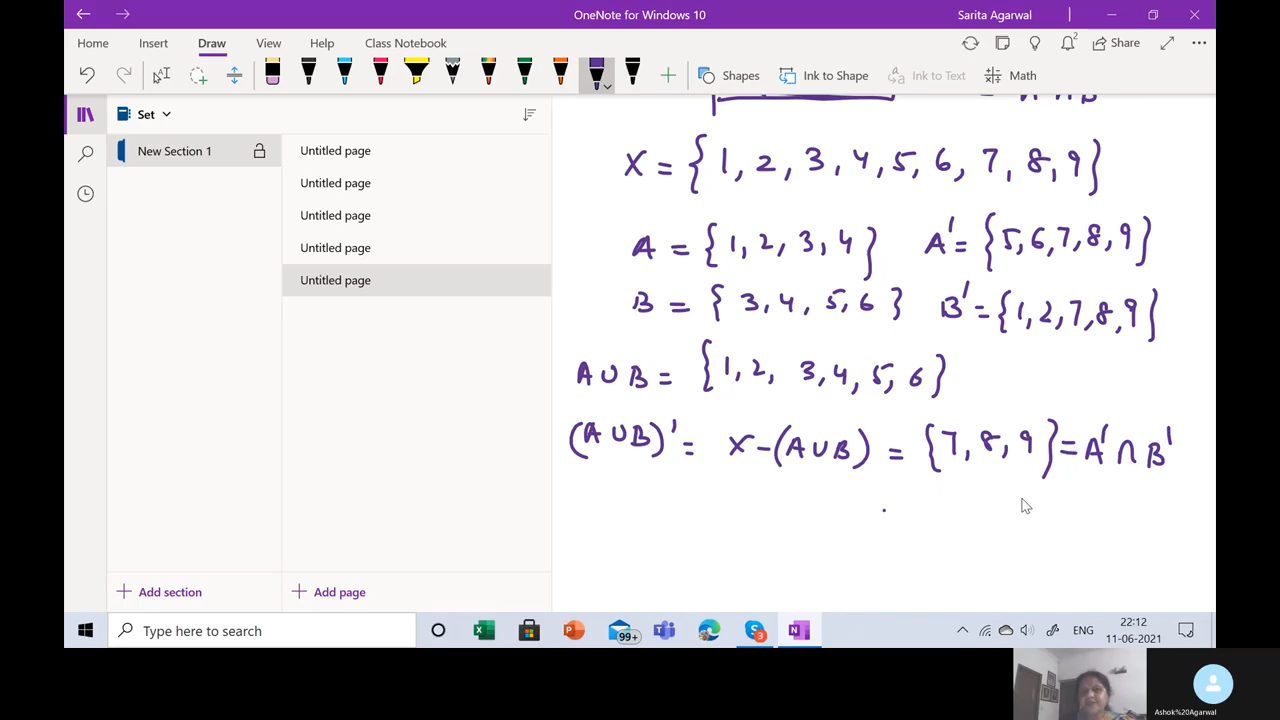 OneNote for Windows 10
Sarita Agarwal
Home Insert Draw View Help Class Notebook
2
Share
Shapes Ink to Shape Ink to Text Math
Set
New Section 1
Untitled page
Untitled page
Untitled page
Untitled page
Untitled page
X = {1, 2, 3, 4, 5, 6, 7, 8, 9}
A = {1, 2, 3, 4} A' = {5, 6, 7, 8, 9}
B = {3, 4, 5, 6} B' = {1, 2, 7, 8, 9}
A ∪ B = {1, 2, 3, 4, 5, 6}
(A ∪ B)' = X - (A ∪ B) = {7, 8, 9} = A' ∩ B'
Add section Add page
Type here to search
99+
3
ENG
22:12
11-06-2021
Ashok%20Agarwal